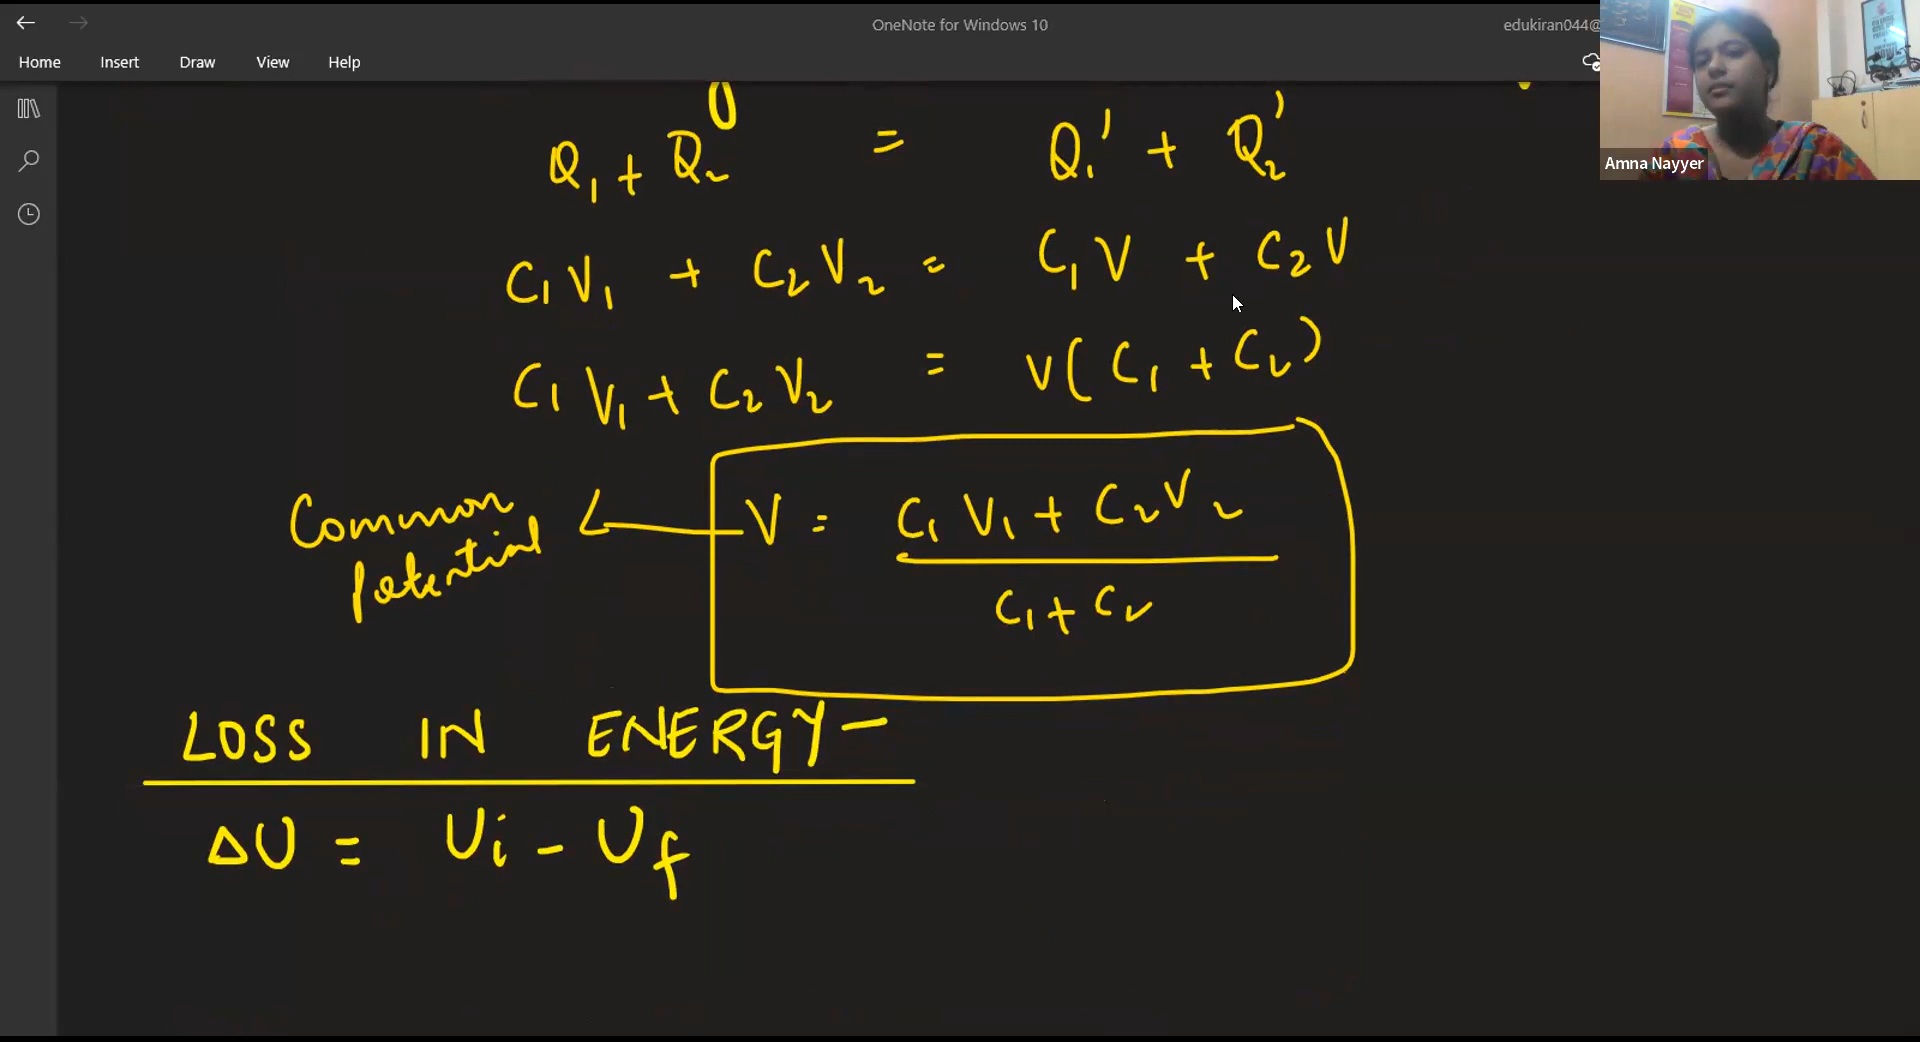 OneNote for Windows 10
edukiran044@
Home Insert Draw View Help
Amna Nayyer
Q₁ + Q₂ = Q₁' + Q₂'
C₁V₁ + C₂V₂ = C₁V + C₂V
C₁V₁ + C₂V₂ = V(C₁ + C₂)
V = C₁V₁ + C₂V₂
C₁ + C₂
Common
potential
LOSS IN ENERGY -
ΔU = Ui - Uf